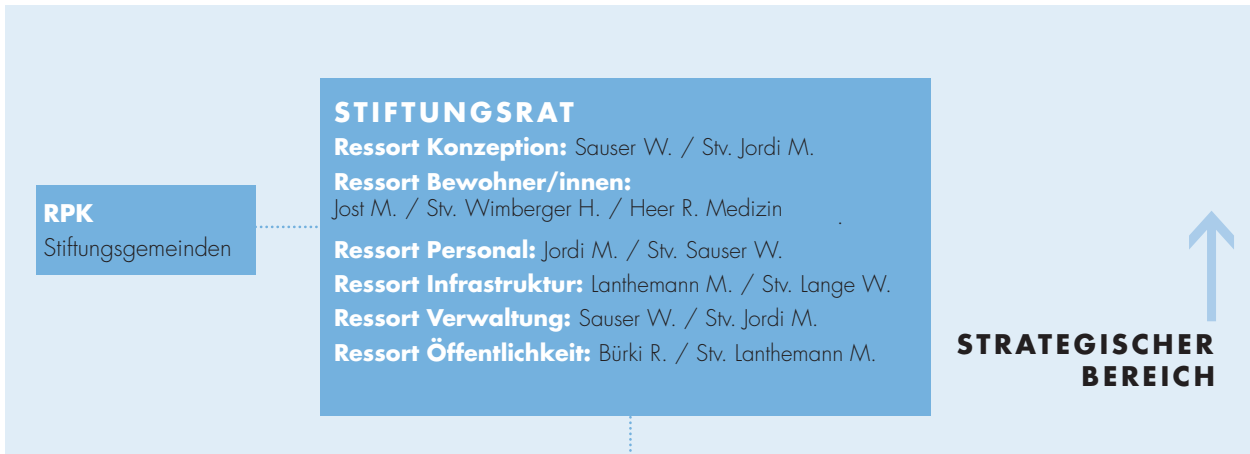 STIFTUNGSRAT
Ressort Konzeption: Sauser W. / Stv. Jordi M.
Ressort Bewohner/innen:
Jost M. / Stv. Wimberger H. / Heer R. Medizin .
Ressort Personal: Jordi M. / Stv. Sauser W.
Ressort Infrastruktur: Lanthemann M. / Stv. Lange W.
Ressort Verwaltung: Sauser W. / Stv. Jordi M.
Ressort Öffentlichkeit: Bürki R. / Stv. Lanthemann M.
RPK
Stiftungsgemeinden
STRATEGISCHER
BEREICH